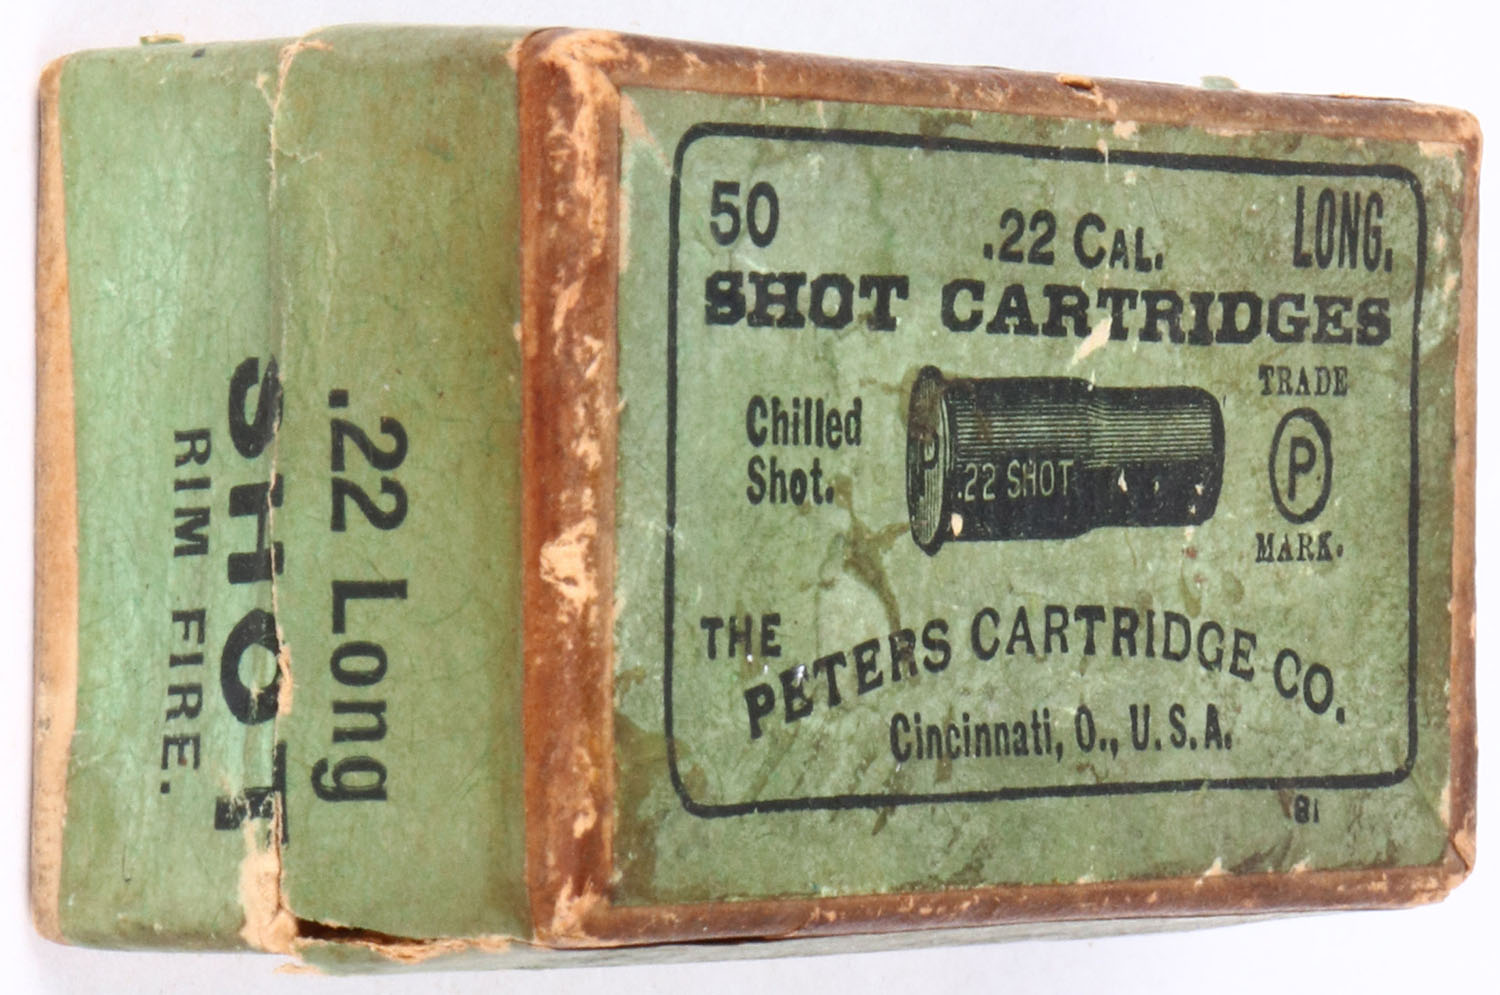 50 .22 CAL. LONG.
SHOT CARTRIDGES
Chilled
Shot.
.22 SHOT
P
TRADE
P
MARK.
THE
PETERS CARTRIDGE CO.
Cincinnati, O., U.S.A.
.22 Long
SHOT
RIM FIRE.